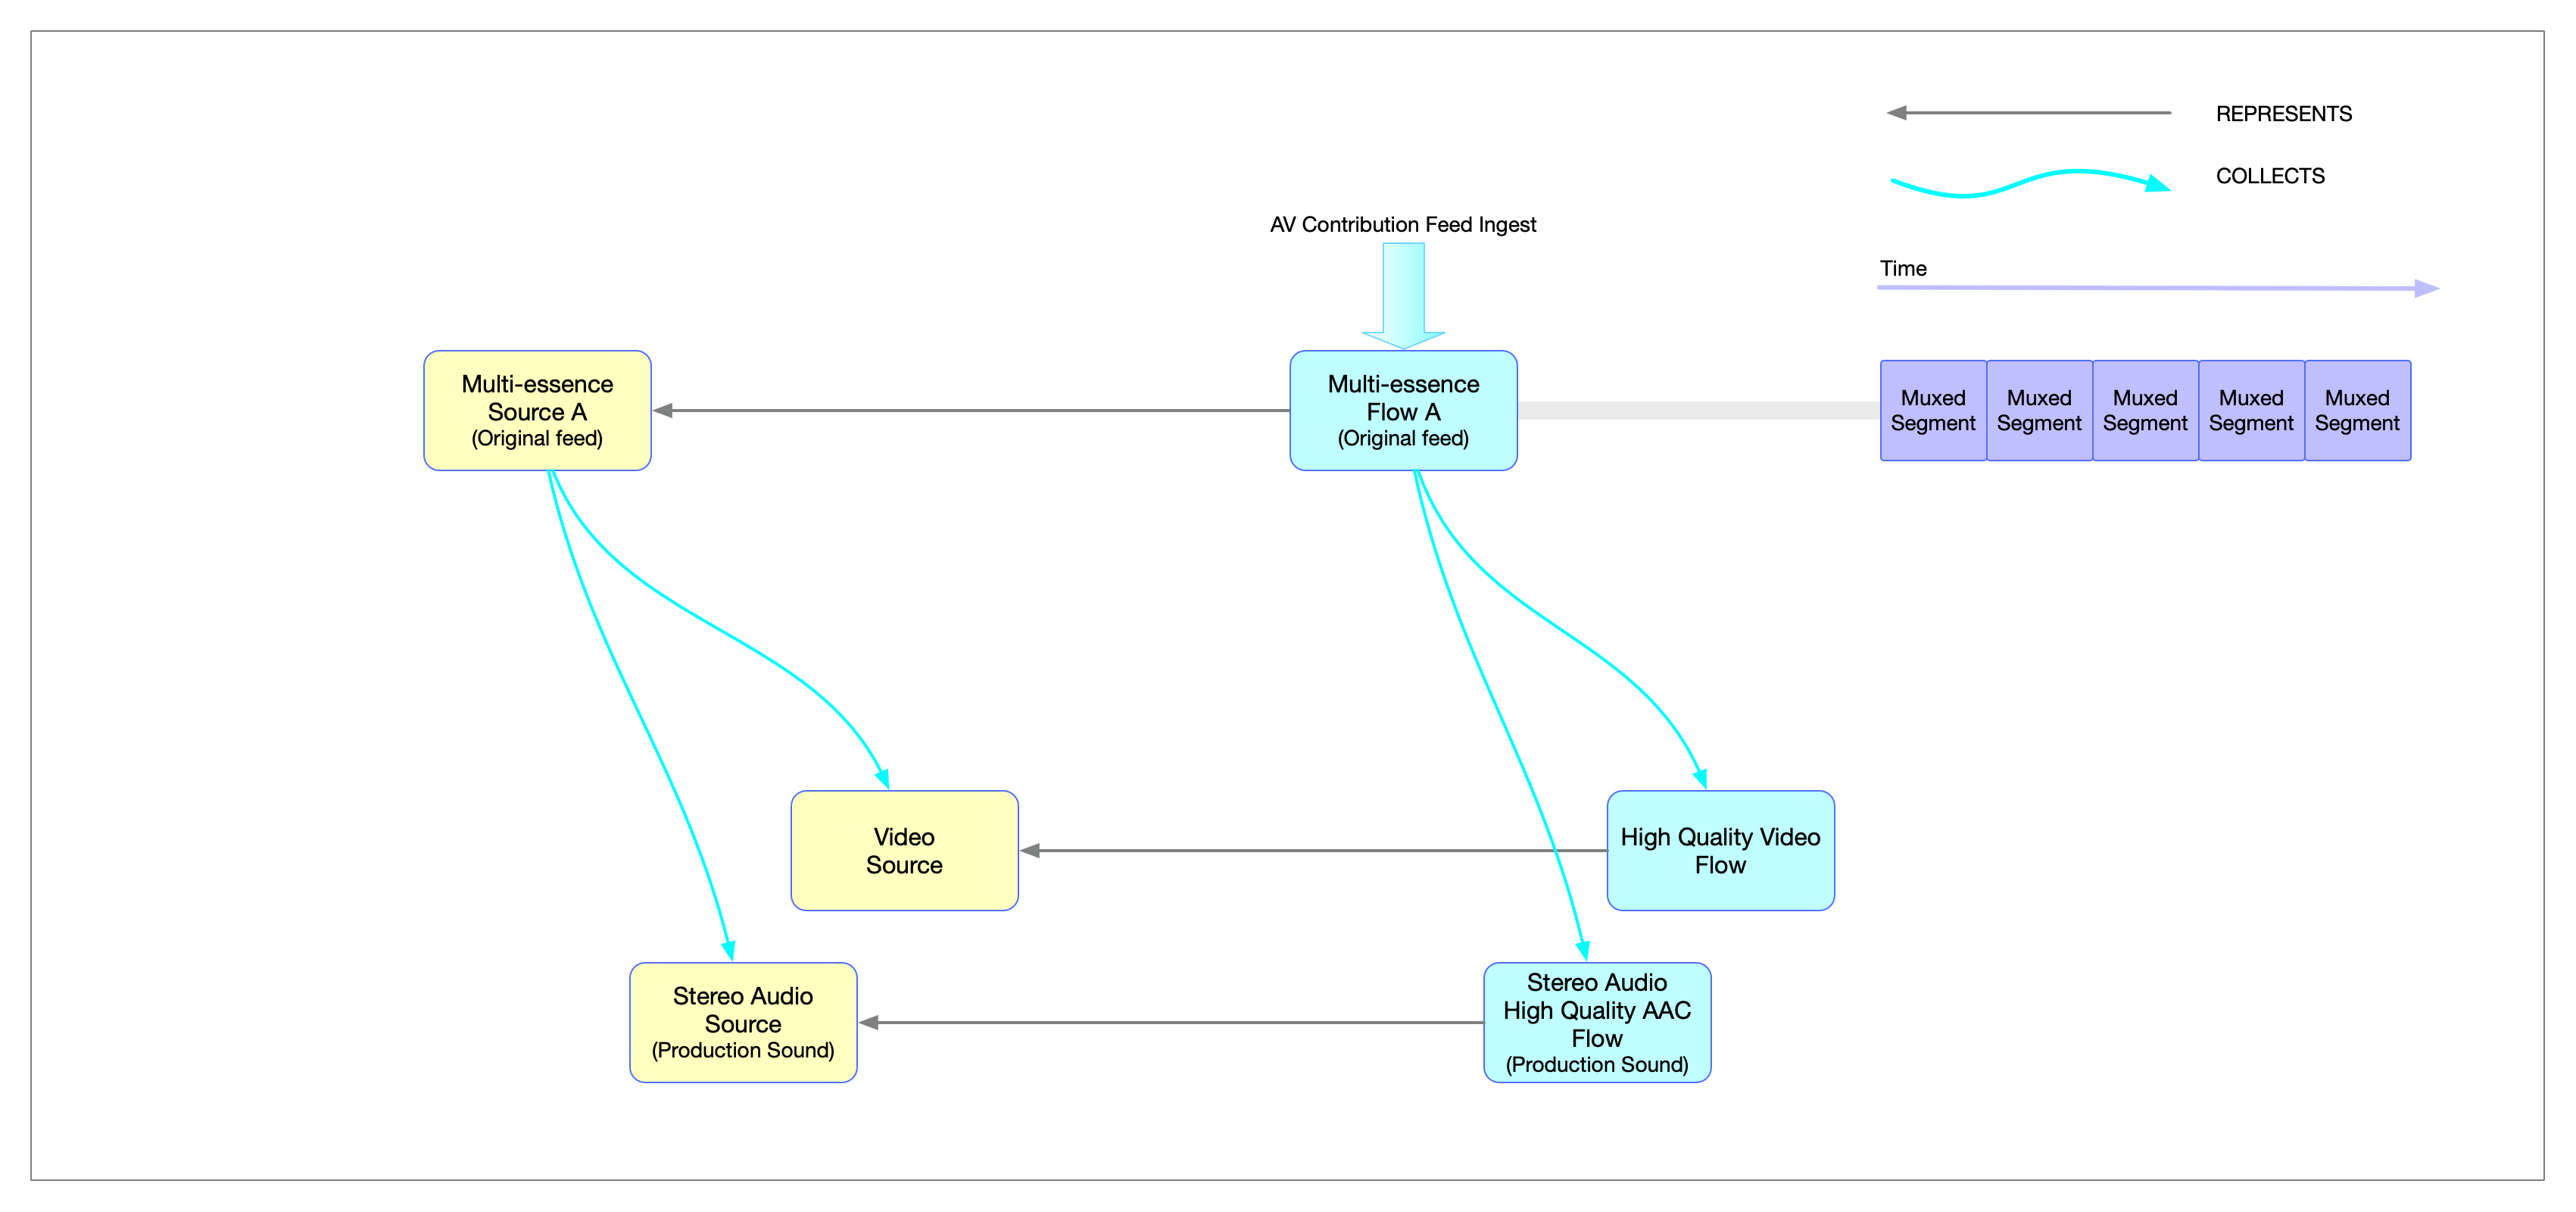 REPRESENTS
COLLECTS
AV Contribution Feed Ingest
Time
Multi-essence
Source A
(Original feed)
Multi-essence
Flow A
(Original feed)
Muxed
Segment
Muxed
Segment
Muxed
Segment
Muxed
Segment
Muxed
Segment
Video
Source
High Quality Video
Flow
Stereo Audio
Source
(Production Sound)
Stereo Audio
High Quality AAC
Flow
(Production Sound)